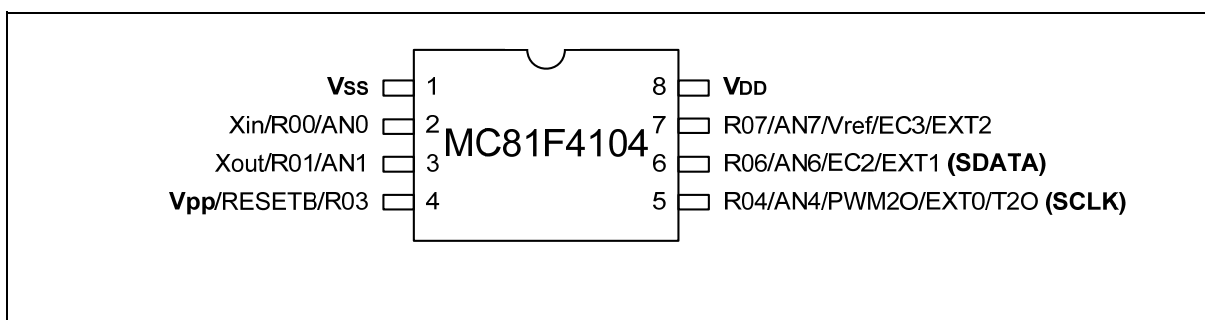 Vss 1 8 VDD
Xin/R00/AN0 2 7 R07/AN7/Vref/EC3/EXT2
MC81F4104
Xout/R01/AN1 3 6 R06/AN6/EC2/EXT1 (SDATA)
Vpp/RESETB/R03 4 5 R04/AN4/PWM2O/EXT0/T2O (SCLK)